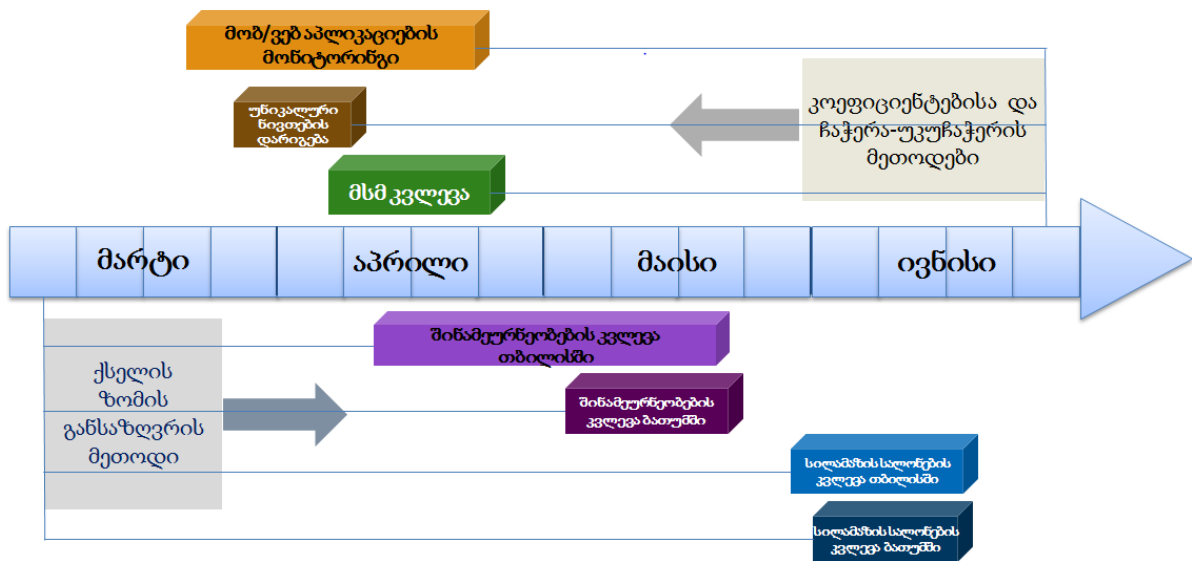 მობ/ვებ აპლიკაციების
მონიტორინგი
უნიკალური
ნივთების
დარიგება
მსმ კვლევა
კოეფიციენტებისა და
ჩაჭერა-უკუჩაჭერის
მეთოდები
მარტი
აპრილი
მაისი
ივნისი
ქსელის
ზომის
განსაზღვრის
მეთოდი
შინამეურნეობების კვლევა
თბილისში
შინამეურნეობების
კვლევა ბათუმში
სილამაზის სალონების
კვლევა თბილისში
სილამაზის სალონების
კვლევა ბათუმში